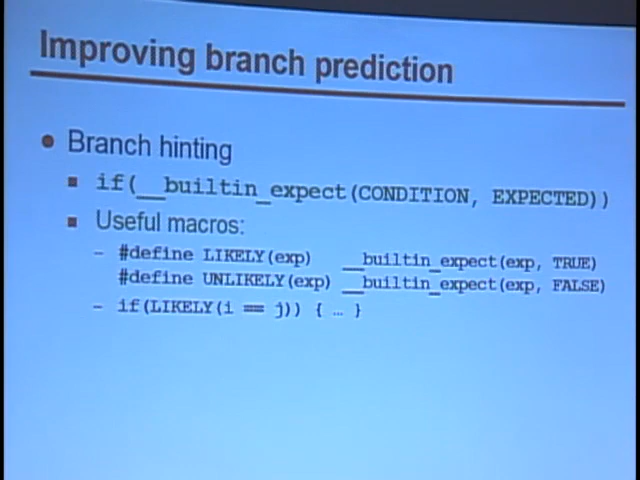 Improving branch prediction
● Branch hinting
■ if(__builtin_expect(CONDITION, EXPECTED))
■ Useful macros:
– #define LIKELY(exp) __builtin_expect(exp, TRUE)
#define UNLIKELY(exp) __builtin_expect(exp, FALSE)
– if(LIKELY(i == j)) { … }